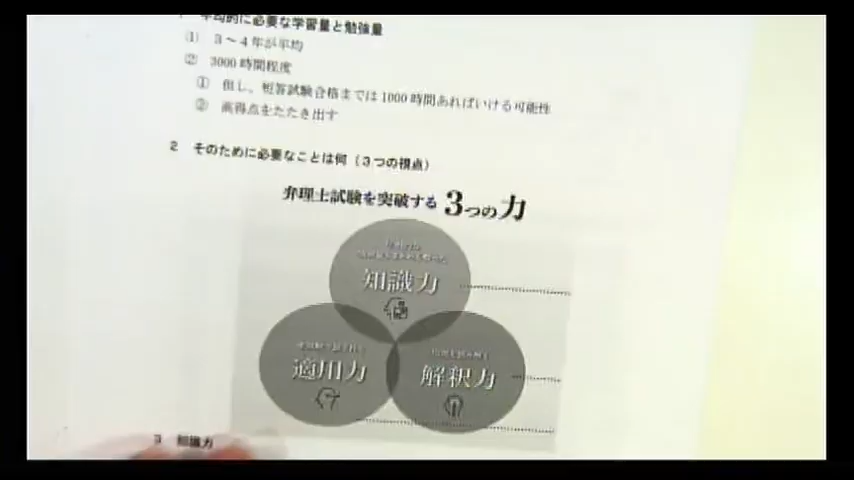 平均的に必要な学習量と勉強量
⑴ 3～4年が平均
② 3000時間程度
① 但し、短答試験合格までは1000時間あればいける可能性
② 高得点をたたき出す
2 そのために必要なことは何（3つの視点）
弁理士試験を突破する3つの力
知識力
適用力
解釈力
3 知識力